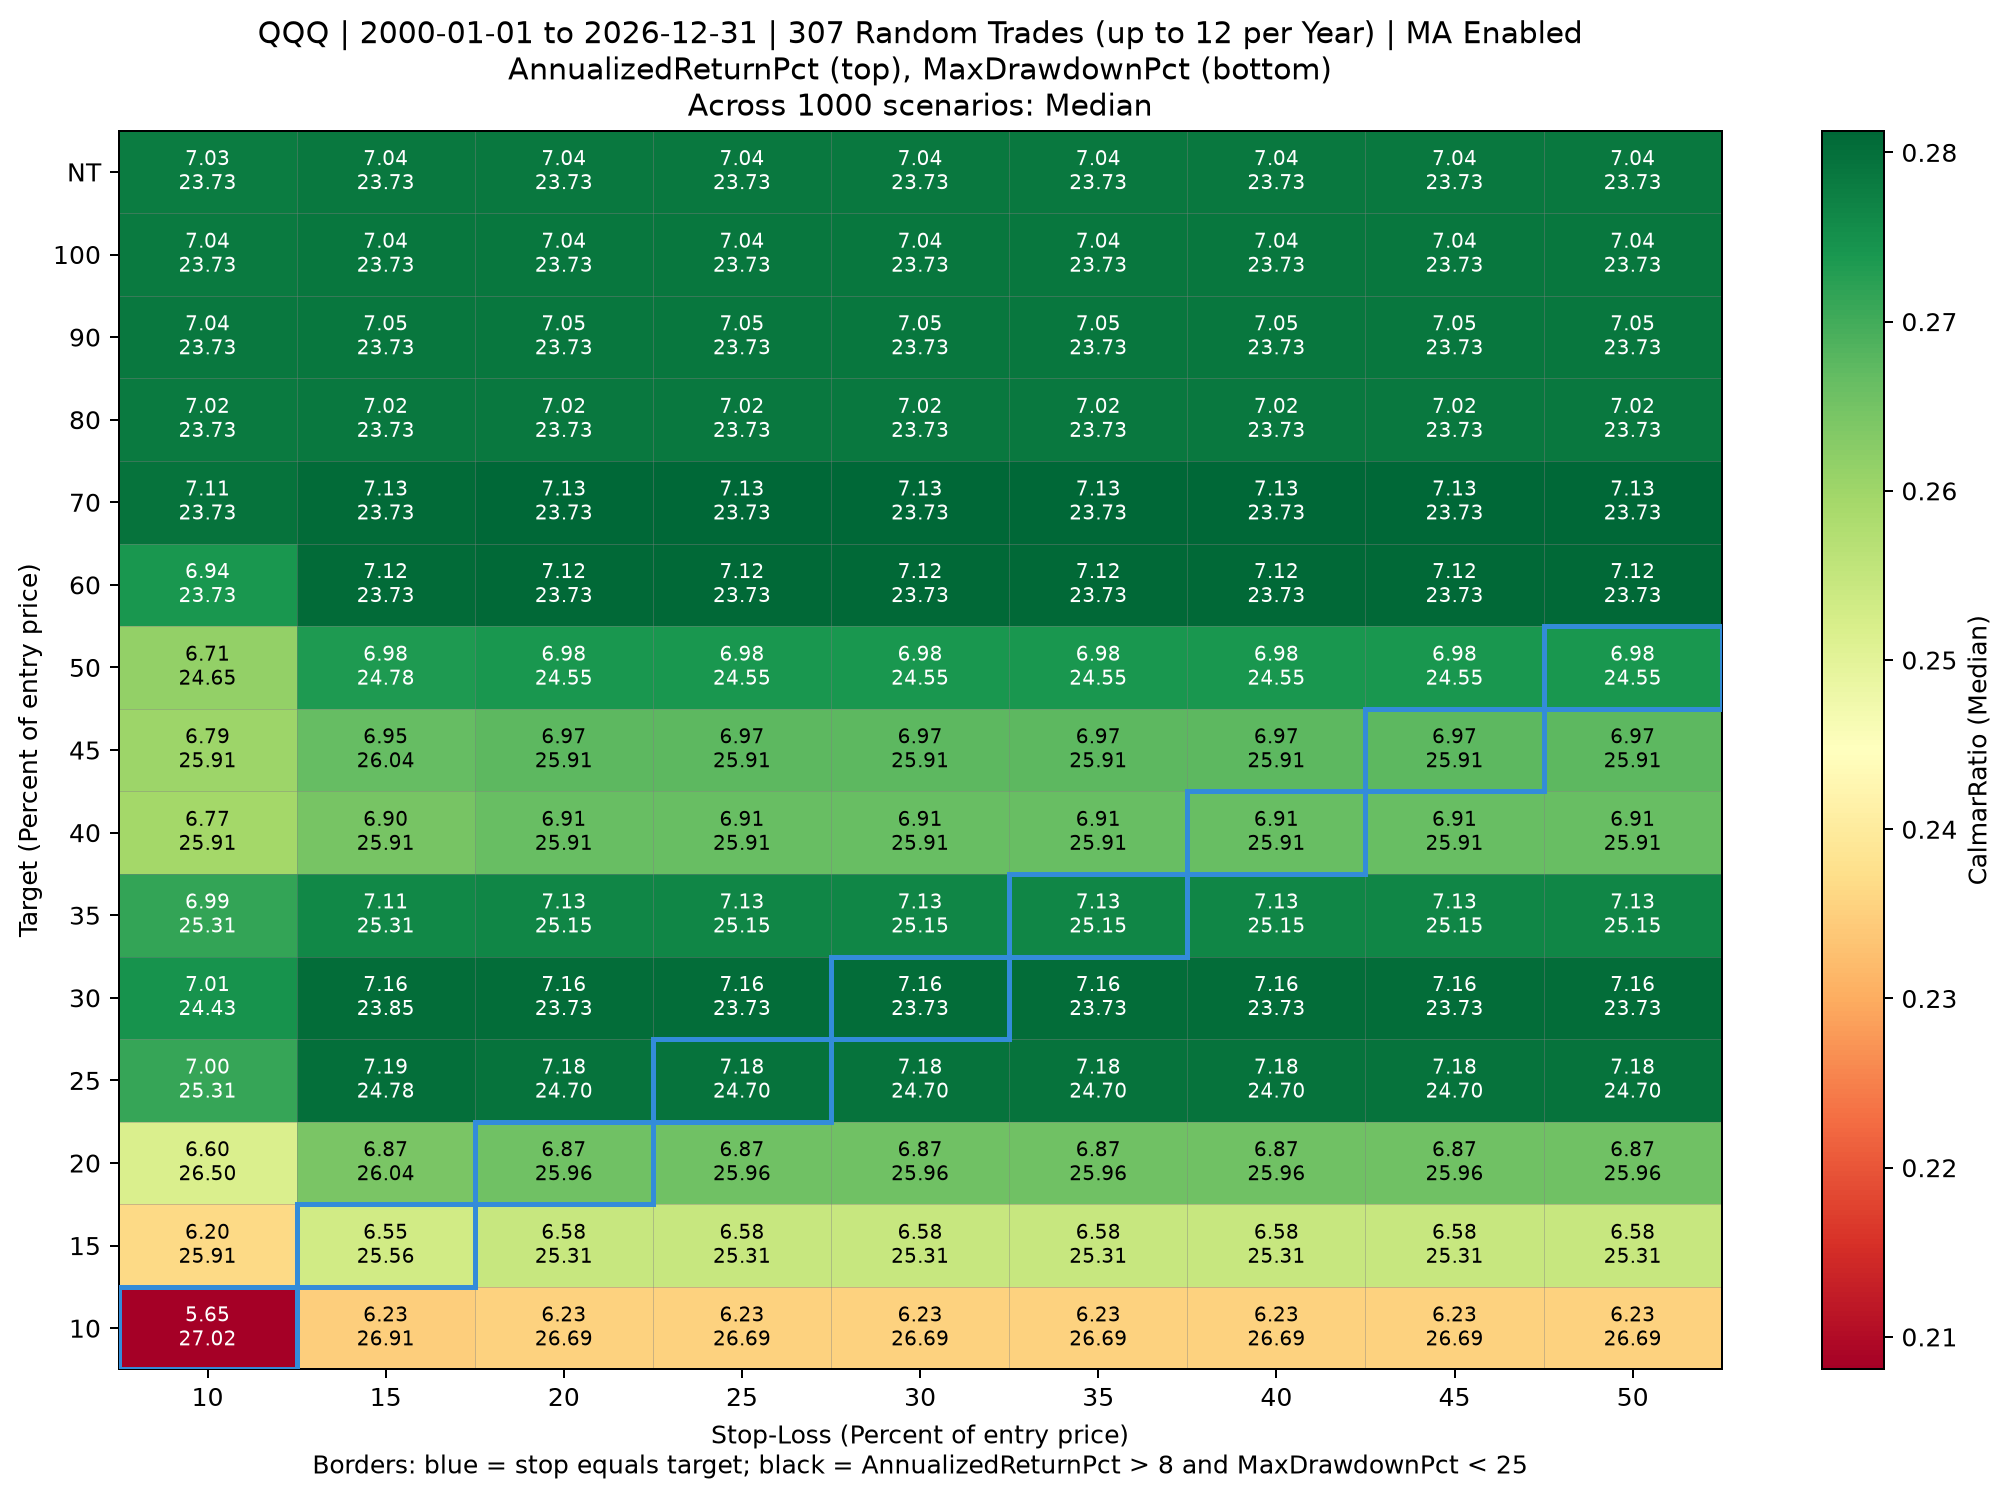 QQQ | 2000-01-01 to 2026-12-31 | 307 Random Trades (up to 12 per Year) | MA Enabled
AnnualizedReturnPct (top), MaxDrawdownPct (bottom)
Across 1000 scenarios: Median
NT 7.03 7.04 7.04 7.04 7.04 7.04 7.04 7.04 7.04
23.73 23.73 23.73 23.73 23.73 23.73 23.73 23.73 23.73
100 7.04 7.04 7.04 7.04 7.04 7.04 7.04 7.04 7.04
23.73 23.73 23.73 23.73 23.73 23.73 23.73 23.73 23.73
90 7.04 7.05 7.05 7.05 7.05 7.05 7.05 7.05 7.05
23.73 23.73 23.73 23.73 23.73 23.73 23.73 23.73 23.73
80 7.02 7.02 7.02 7.02 7.02 7.02 7.02 7.02 7.02
23.73 23.73 23.73 23.73 23.73 23.73 23.73 23.73 23.73
70 7.11 7.13 7.13 7.13 7.13 7.13 7.13 7.13 7.13
23.73 23.73 23.73 23.73 23.73 23.73 23.73 23.73 23.73
60 6.94 7.12 7.12 7.12 7.12 7.12 7.12 7.12 7.12
23.73 23.73 23.73 23.73 23.73 23.73 23.73 23.73 23.73
50 6.71 6.98 6.98 6.98 6.98 6.98 6.98 6.98 6.98
24.65 24.78 24.55 24.55 24.55 24.55 24.55 24.55 24.55
45 6.79 6.95 6.97 6.97 6.97 6.97 6.97 6.97 6.97
25.91 26.04 25.91 25.91 25.91 25.91 25.91 25.91 25.91
40 6.77 6.90 6.91 6.91 6.91 6.91 6.91 6.91 6.91
25.91 25.91 25.91 25.91 25.91 25.91 25.91 25.91 25.91
35 6.99 7.11 7.13 7.13 7.13 7.13 7.13 7.13 7.13
25.31 25.31 25.15 25.15 25.15 25.15 25.15 25.15 25.15
30 7.01 7.16 7.16 7.16 7.16 7.16 7.16 7.16 7.16
24.43 23.85 23.73 23.73 23.73 23.73 23.73 23.73 23.73
25 7.00 7.19 7.18 7.18 7.18 7.18 7.18 7.18 7.18
25.31 24.78 24.70 24.70 24.70 24.70 24.70 24.70 24.70
20 6.60 6.87 6.87 6.87 6.87 6.87 6.87 6.87 6.87
26.50 26.04 25.96 25.96 25.96 25.96 25.96 25.96 25.96
15 6.20 6.55 6.58 6.58 6.58 6.58 6.58 6.58 6.58
25.91 25.56 25.31 25.31 25.31 25.31 25.31 25.31 25.31
10 5.65 6.23 6.23 6.23 6.23 6.23 6.23 6.23 6.23
27.02 26.91 26.69 26.69 26.69 26.69 26.69 26.69 26.69
10 15 20 25 30 35 40 45 50
Target (Percent of entry price)
Stop-Loss (Percent of entry price)
Borders: blue = stop equals target; black = AnnualizedReturnPct > 8 and MaxDrawdownPct < 25
0.28
0.27
0.26
0.25
0.24
0.23
0.22
0.21
CalmarRatio (Median)